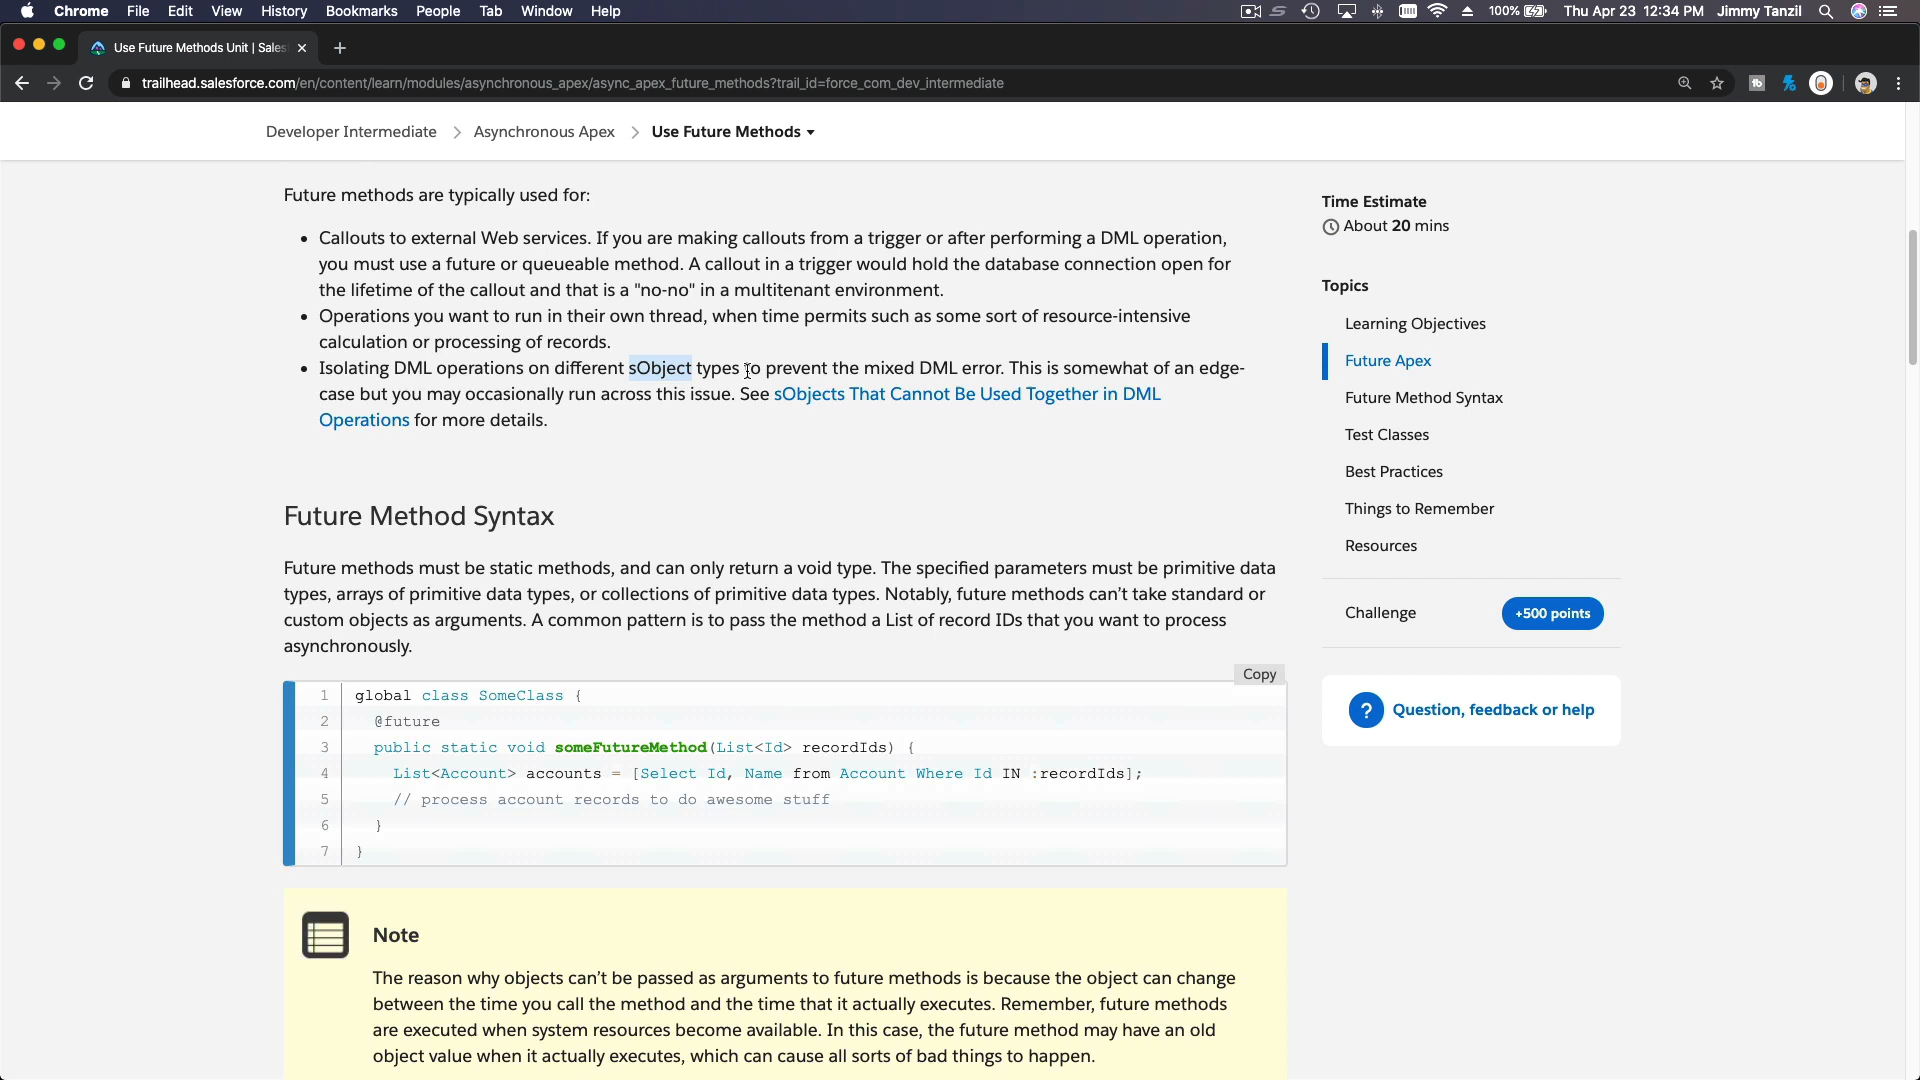 Chrome File Edit View History Bookmarks People Tab Window Help 100% Thu Apr 23 12:34 PM Jimmy Tanzil
Use Future Methods Unit | Sales
trailhead.salesforce.com/en/content/learn/modules/asynchronous_apex/async_apex_future_methods?trail_id=force_com_dev_intermediate
Developer Intermediate > Asynchronous Apex > Use Future Methods
Future methods are typically used for:
• Callouts to external Web services. If you are making callouts from a trigger or after performing a DML operation,
you must use a future or queueable method. A callout in a trigger would hold the database connection open for
the lifetime of the callout and that is a "no-no" in a multitenant environment.
• Operations you want to run in their own thread, when time permits such as some sort of resource-intensive
calculation or processing of records.
• Isolating DML operations on different sObject types to prevent the mixed DML error. This is somewhat of an edge-
case but you may occasionally run across this issue. See sObjects That Cannot Be Used Together in DML
Operations for more details.
Future Method Syntax
Future methods must be static methods, and can only return a void type. The specified parameters must be primitive data
types, arrays of primitive data types, or collections of primitive data types. Notably, future methods can’t take standard or
custom objects as arguments. A common pattern is to pass the method a List of record IDs that you want to process
asynchronously.
Copy
1 global class SomeClass {
2 @future
3 public static void someFutureMethod(List<Id> recordIds) {
4 List<Account> accounts = [Select Id, Name from Account Where Id IN :recordIds];
5 // process account records to do awesome stuff
6 }
7 }
Note
The reason why objects can’t be passed as arguments to future methods is because the object can change
between the time you call the method and the time that it actually executes. Remember, future methods
are executed when system resources become available. In this case, the future method may have an old
object value when it actually executes, which can cause all sorts of bad things to happen.
Time Estimate
About 20 mins
Topics
Learning Objectives
Future Apex
Future Method Syntax
Test Classes
Best Practices
Things to Remember
Resources
Challenge +500 points
? Question, feedback or help